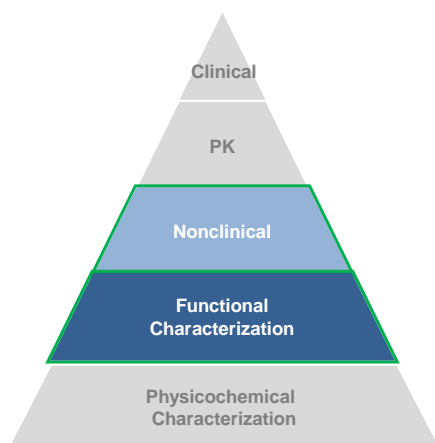 Clinical
PK
Nonclinical
Functional
Characterization
Physicochemical
Characterization